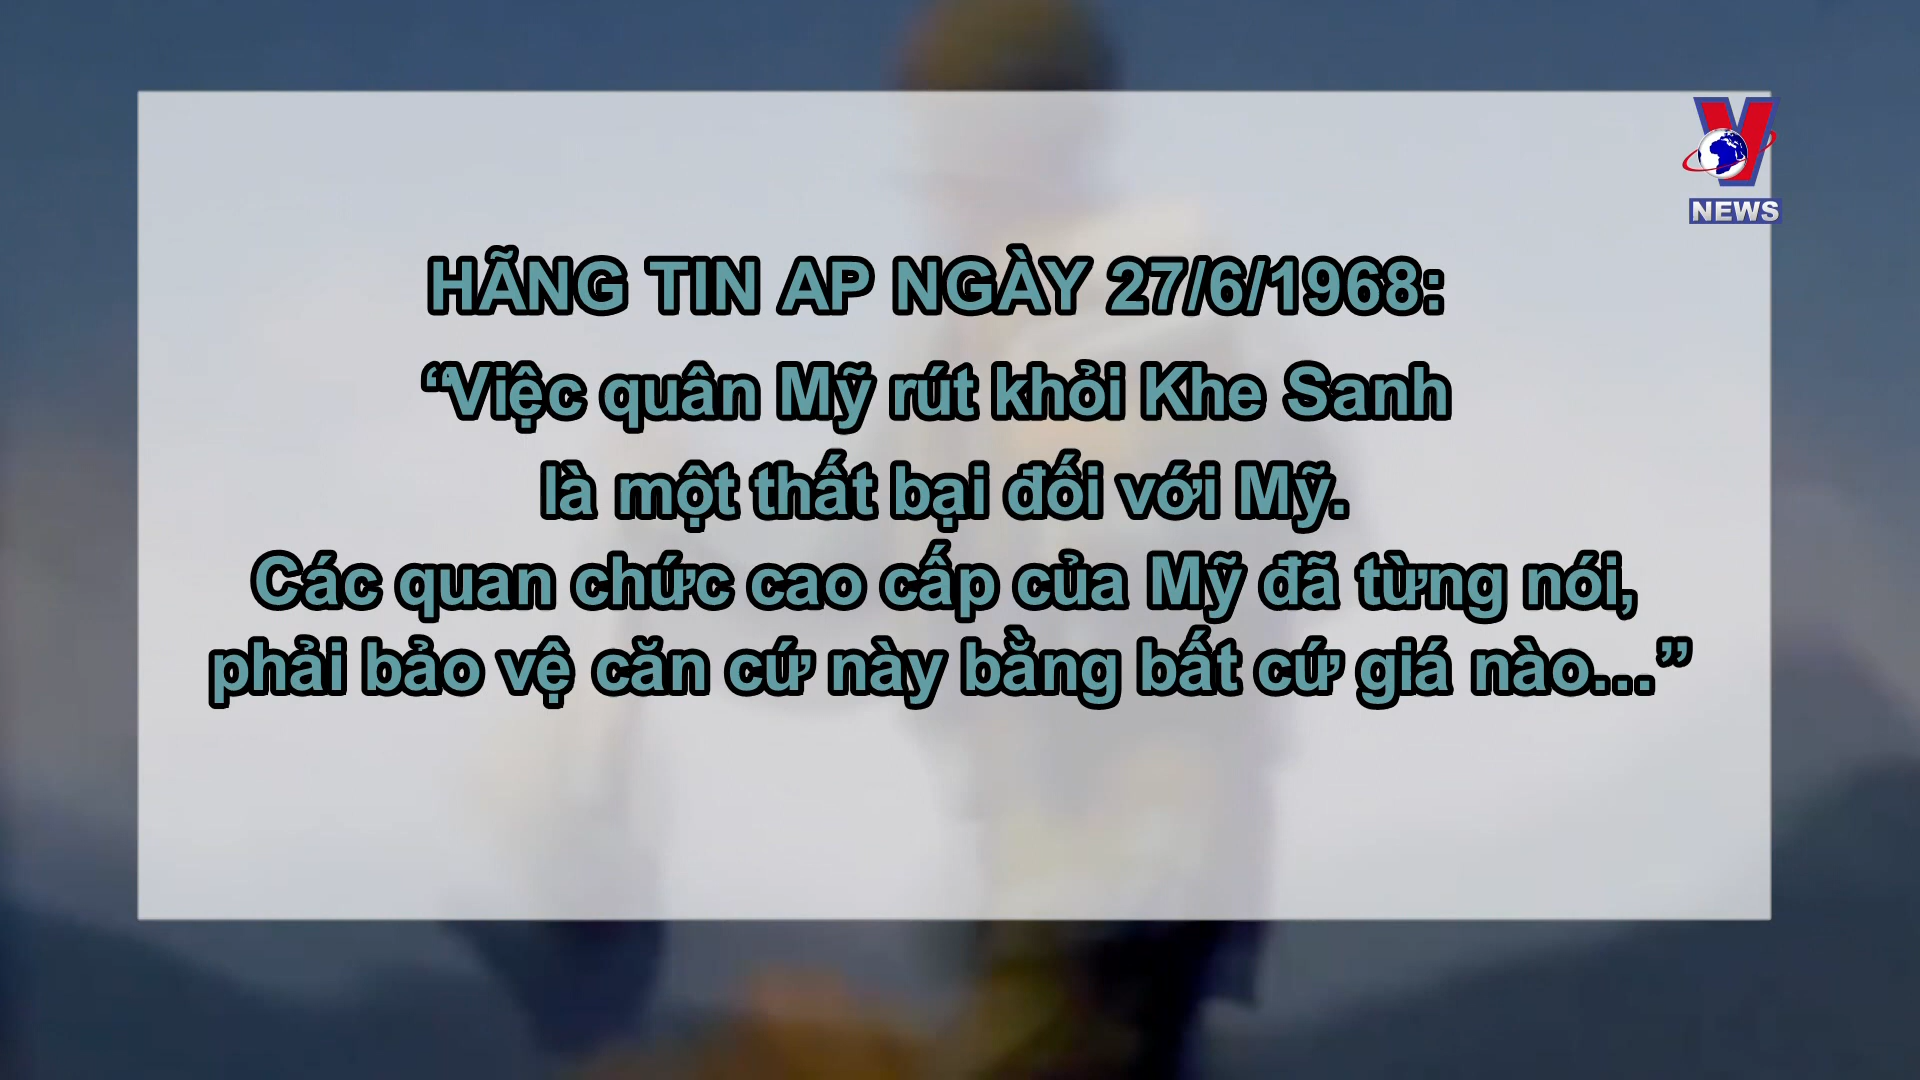 V
NEWS
HÃNG TIN AP NGÀY 27/6/1968:
“Việc quân Mỹ rút khỏi Khe Sanh
là một thất bại đối với Mỹ.
Các quan chức cao cấp của Mỹ đã từng nói,
phải bảo vệ căn cứ này bằng bất cứ giá nào...”